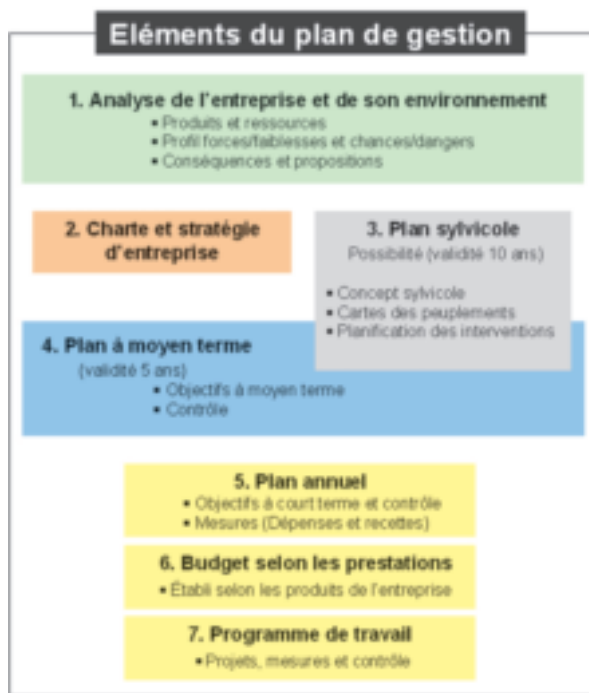 Eléments du plan de gestion
1. Analyse de l'entreprise et de son environnement
▪ Produits et ressources
▪ Profil forces/faiblesses et chances/dangers
▪ Conséquences et propositions
2. Charte et stratégie
d'entreprise
3. Plan sylvicole
Possibilité (validité 10 ans)
▪ Concept sylvicole
▪ Cartes des peuplements
▪ Planification des interventions
4. Plan à moyen terme
(validité 5 ans)
▪ Objectifs à moyen terme
▪ Contrôle
5. Plan annuel
▪ Objectifs à court terme et contrôle
▪ Mesures (Dépenses et recettes)
6. Budget selon les prestations
▪ Établi selon les produits de l'entreprise
7. Programme de travail
▪ Projets, mesures et contrôle